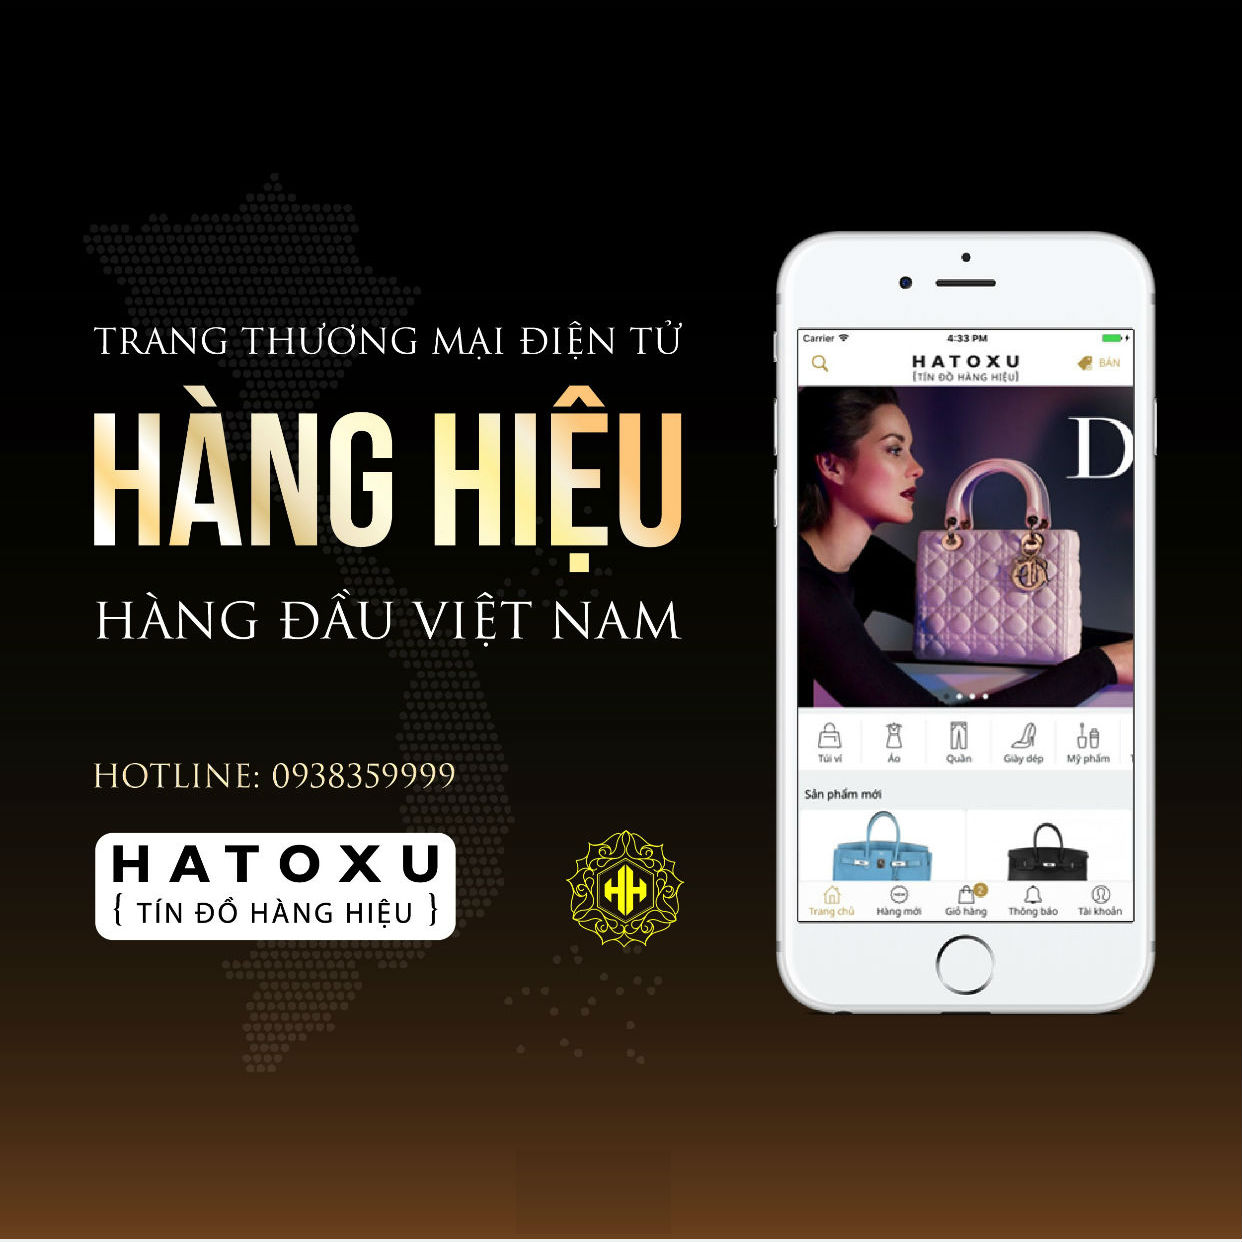 TRANG THƯƠNG MẠI ĐIỆN TỬ
HÀNG HIỆU
HÀNG ĐẦU VIỆT NAM
HOTLINE: 0938359999
HATOXU
{ TÍN ĐỒ HÀNG HIỆU }
HH
Carrier
4:33 PM
HATOXU
{TÍN ĐỒ HÀNG HIỆU}
BÁN
D
Túi ví
Áo
Quần
Giày dép
Mỹ phẩm
Sản phẩm mới
2
Trang chủ
Hàng mới
Giỏ hàng
Thông báo
Tài khoản